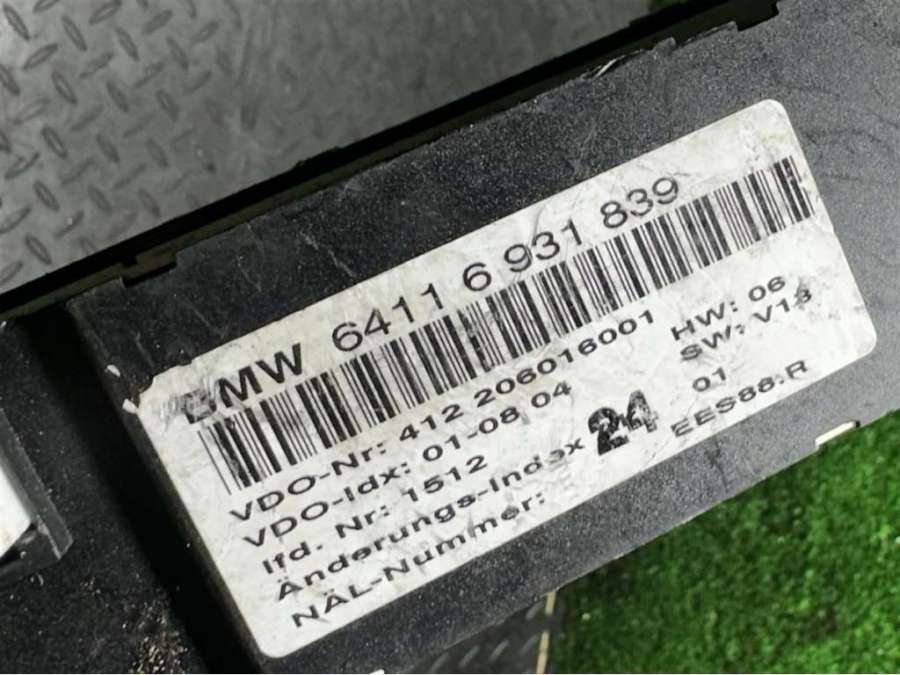 BMW 6411 6 931 839
VDO-Nr: 412 206016001 HW: 06
VDO-Idx: 01-08 04 SW: V13
lfd. Nr: 1512 24 01
Änderungs-Index EES88.R
NÄL-Nummer: